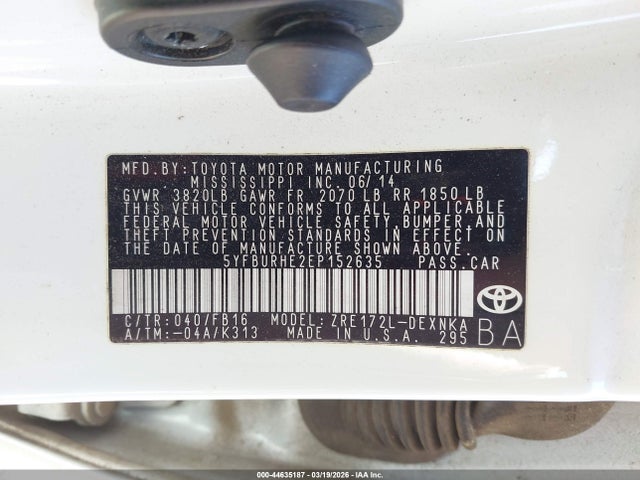 MFD.BY: TOYOTA MOTOR MANUFACTURING
MISSISSIPPI INC. 06/14
GVWR 3820LB GAWR FR 2070 LB RR 1850 LB
THIS VEHICLE CONFORMS TO ALL APPLICABLE
FEDERAL MOTOR VEHICLE SAFETY, BUMPER AND
THEFT PREVENTION STANDARDS IN EFFECT ON
THE DATE OF MANUFACTURE SHOWN ABOVE.
5YFBURHE2EP152635 PASS.CAR
C/TR: 040/FB16 MODEL: ZRE172L-DEXNKA
A/TM: -04A/K313 MADE IN U.S.A. 295
BA
000-44635187 - 03/19/2026 - IAAI.COM